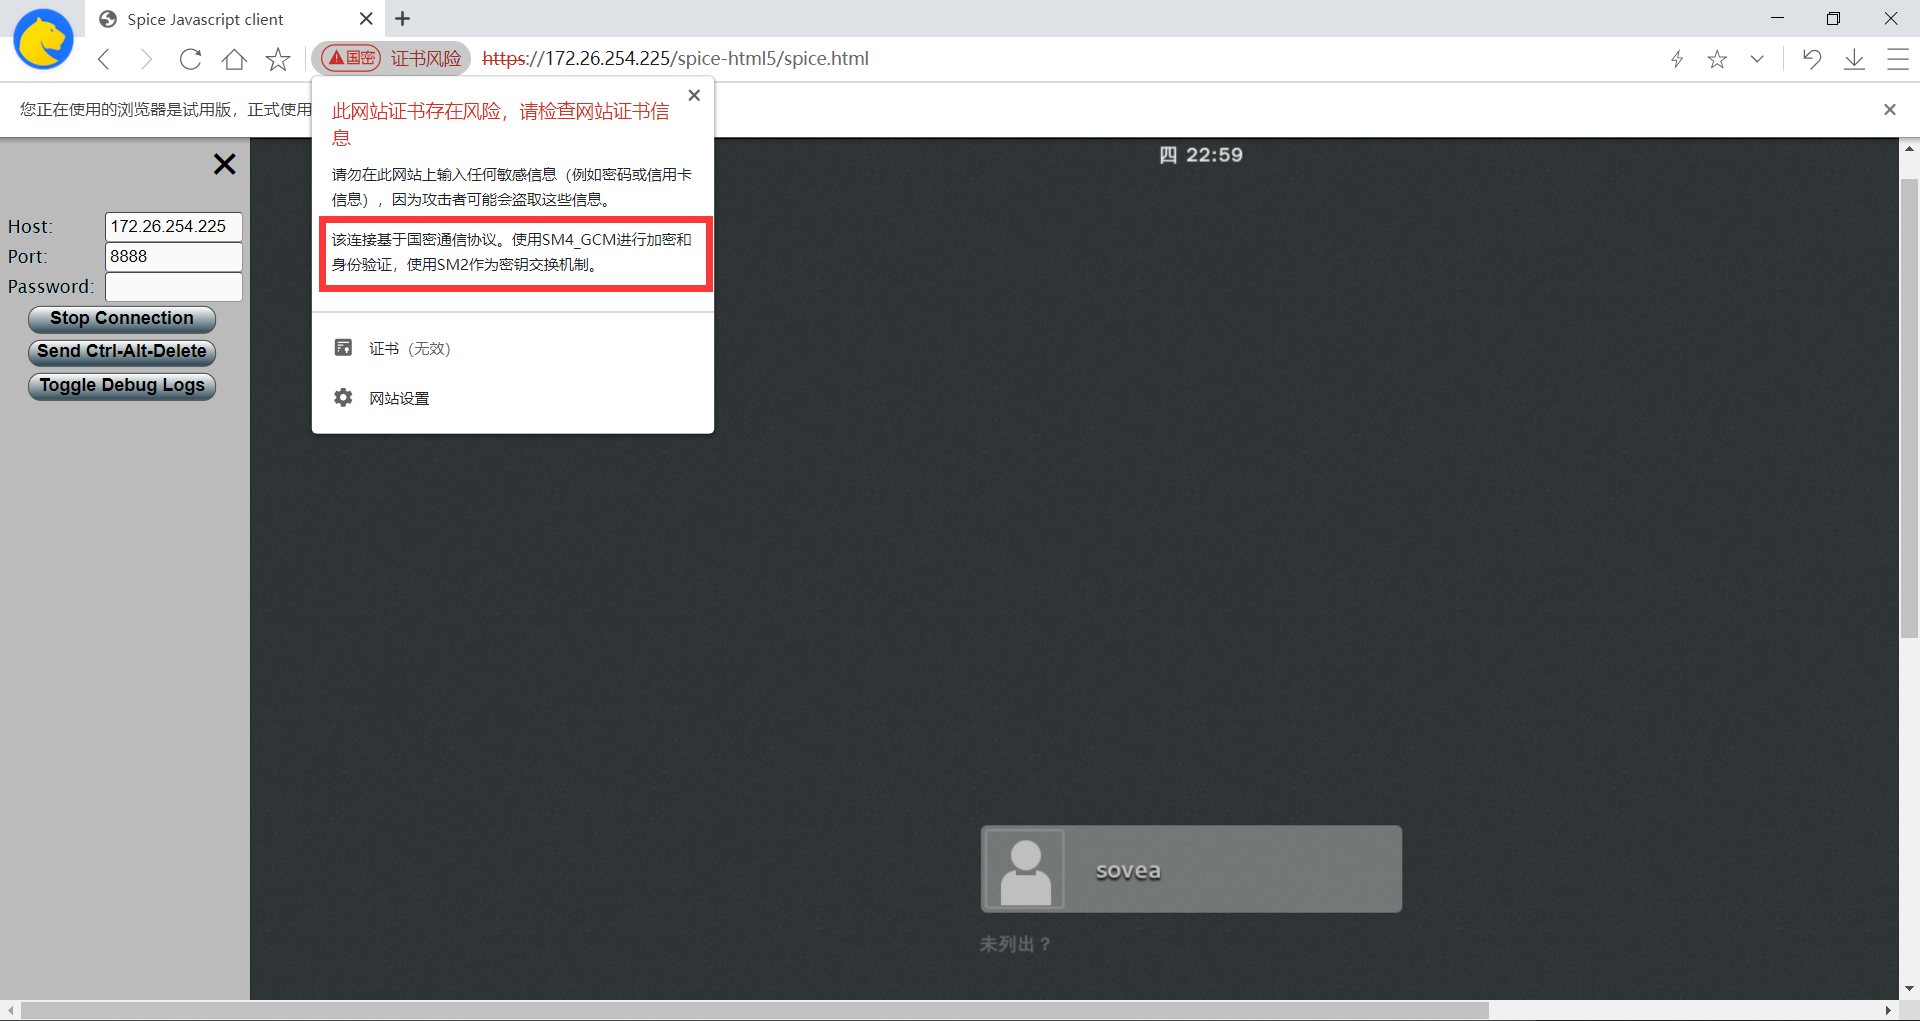 Spice Javascript client
国密 证书风险 https://172.26.254.225/spice-html5/spice.html
您正在使用的浏览器是试用版，正式使用
此网站证书存在风险，请检查网站证书信
息
请勿在此网站上输入任何敏感信息（例如密码或信用卡
信息），因为攻击者可能会盗取这些信息。
该连接基于国密通信协议。使用SM4_GCM进行加密和
身份验证，使用SM2作为密钥交换机制。
证书（无效）
网站设置
Host: 172.26.254.225
Port: 8888
Password:
Stop Connection
Send Ctrl-Alt-Delete
Toggle Debug Logs
四 22:59
sovea
未列出？